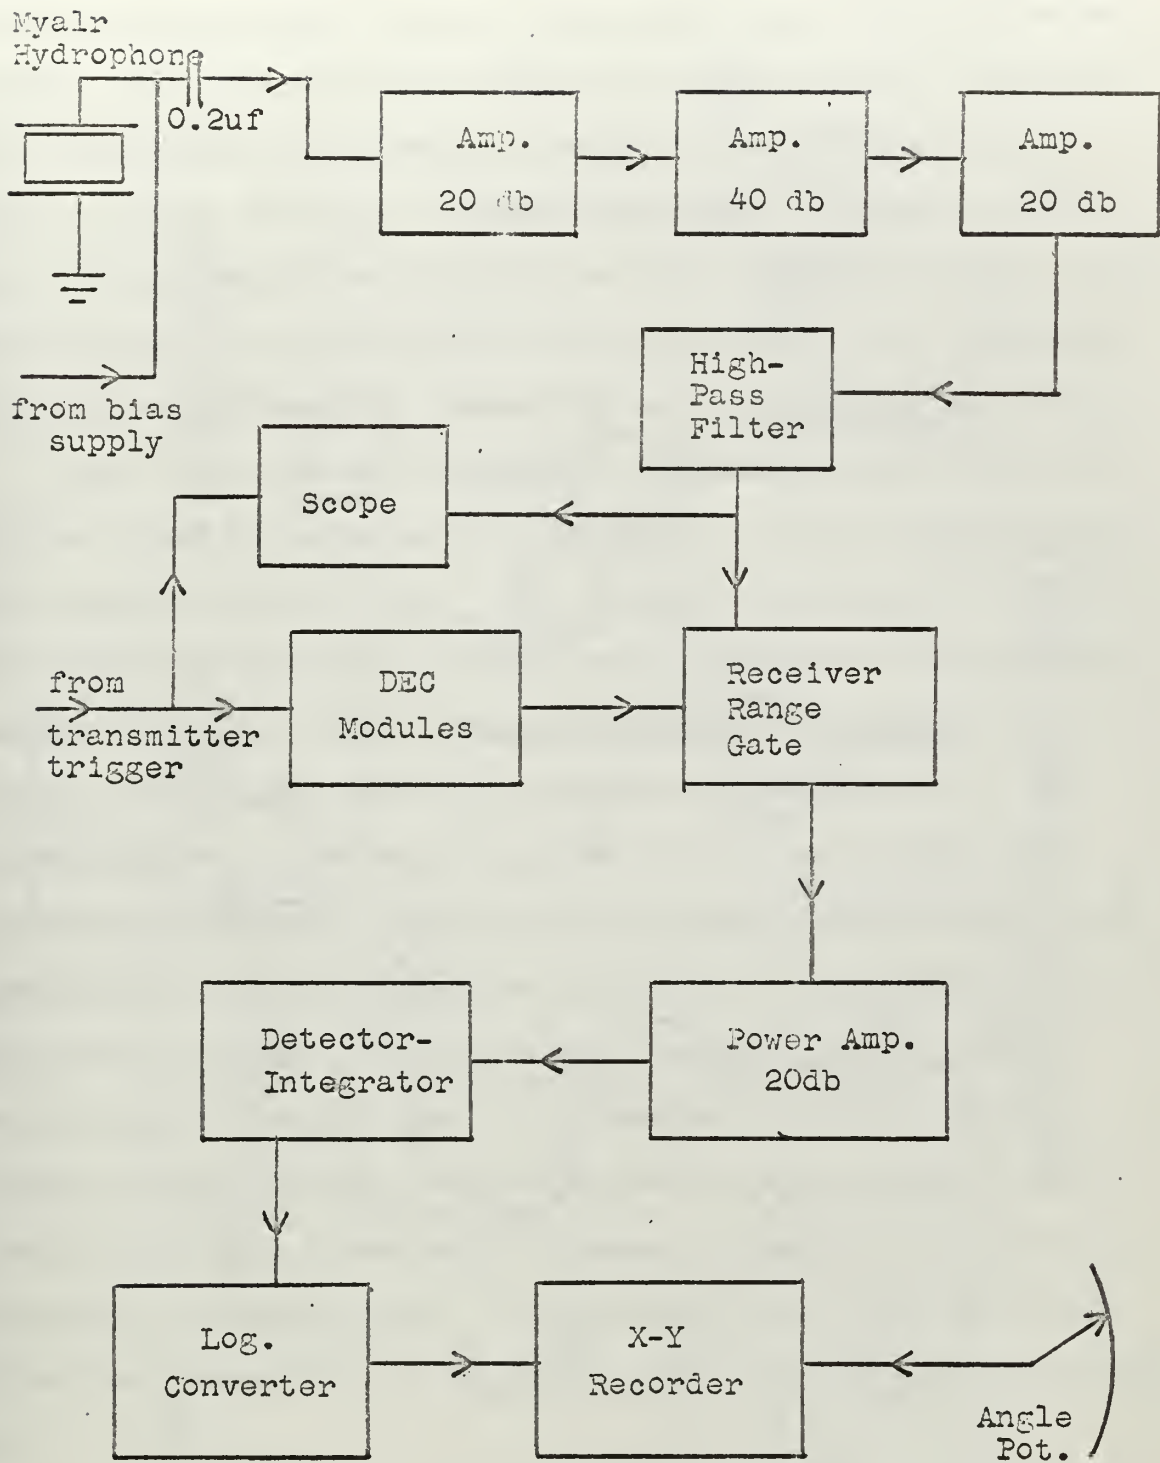 Myalr
Hydrophone
0.2uf
Amp.
20 db
Amp.
40 db
Amp.
20 db
from bias
supply
High-
Pass
Filter
Scope
from
transmitter
trigger
DEC
Modules
Receiver
Range
Gate
Detector-
Integrator
Power Amp.
20db
Log.
Converter
X-Y
Recorder
Angle
Pot.